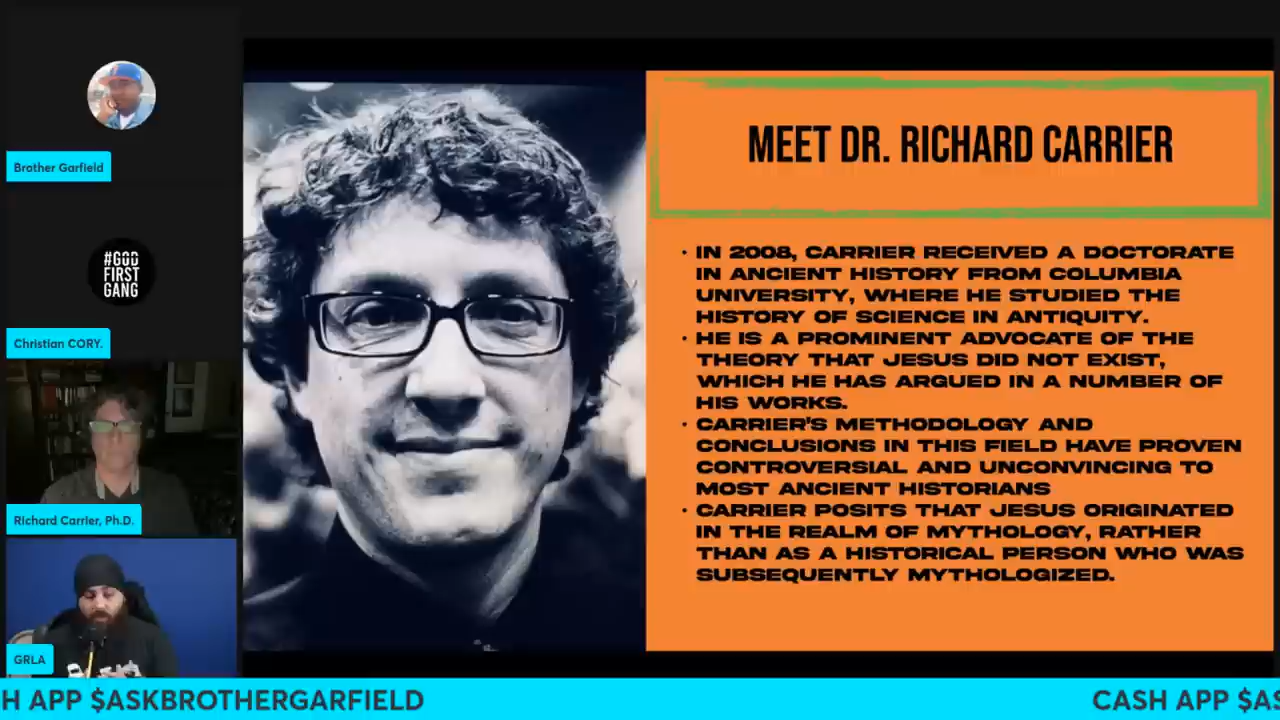 Brother Garfield
#GOD
FIRST
GANG
Christian CORY.
Richard Carrier, Ph.D.
GRLA
MEET DR. RICHARD CARRIER
• IN 2008, CARRIER RECEIVED A DOCTORATE
IN ANCIENT HISTORY FROM COLUMBIA
UNIVERSITY, WHERE HE STUDIED THE
HISTORY OF SCIENCE IN ANTIQUITY.
• HE IS A PROMINENT ADVOCATE OF THE
THEORY THAT JESUS DID NOT EXIST,
WHICH HE HAS ARGUED IN A NUMBER OF
HIS WORKS.
• CARRIER'S METHODOLOGY AND
CONCLUSIONS IN THIS FIELD HAVE PROVEN
CONTROVERSIAL AND UNCONVINCING TO
MOST ANCIENT HISTORIANS
• CARRIER POSITS THAT JESUS ORIGINATED
IN THE REALM OF MYTHOLOGY, RATHER
THAN AS A HISTORICAL PERSON WHO WAS
SUBSEQUENTLY MYTHOLOGIZED.
H APP $ASKBROTHERGARFIELD
CASH APP $AS